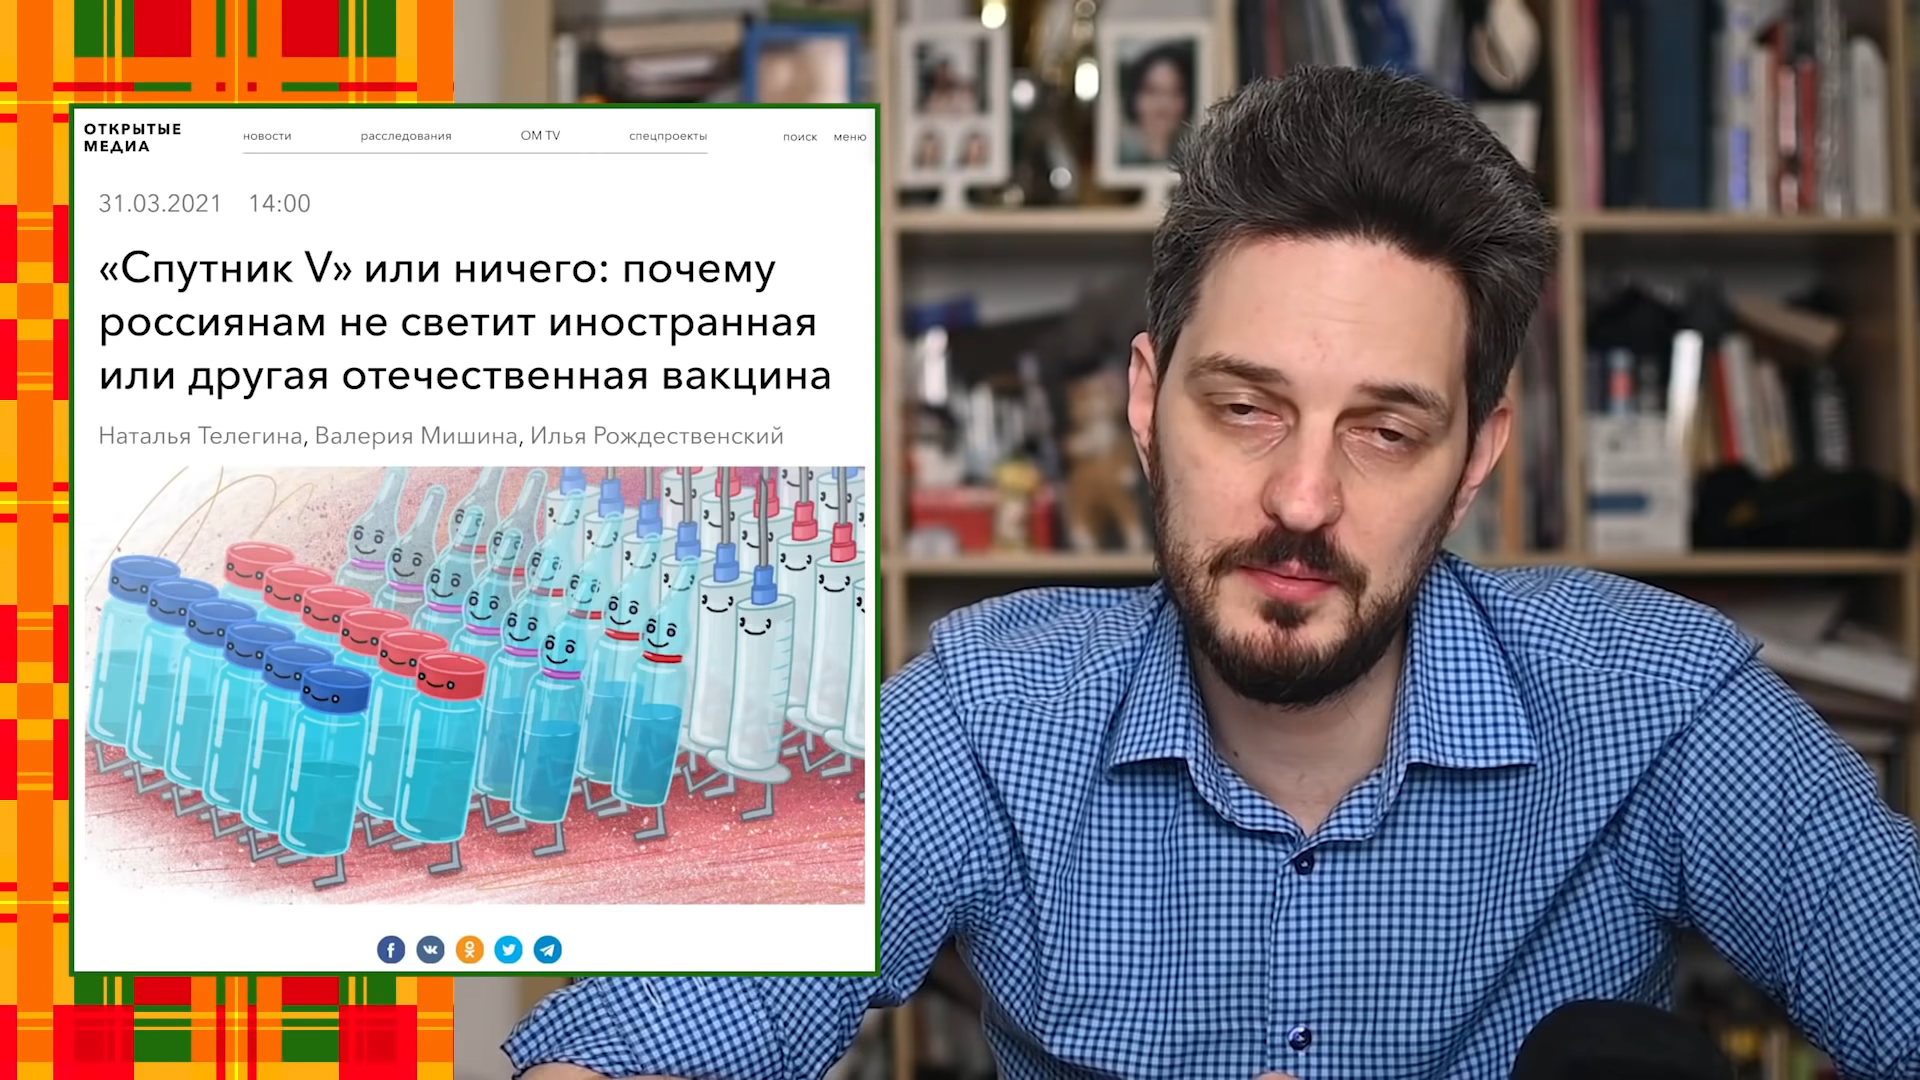 ОТКРЫТЫЕ
МЕДИА
новости расследования OM TV спецпроекты поиск меню
31.03.2021 14:00
«Спутник V» или ничего: почему
россиянам не светит иностранная
или другая отечественная вакцина
Наталья Телегина, Валерия Мишина, Илья Рождественский